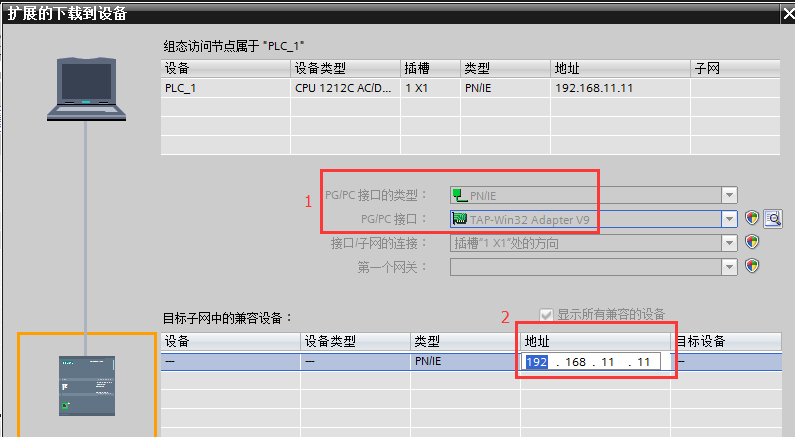 扩展的下载到设备
组态访问节点属于 "PLC_1"
设备 设备类型 插槽 类型 地址 子网
PLC_1 CPU 1212C AC/D... 1 X1 PN/IE 192.168.11.11
1
PG/PC 接口的类型: PN/IE
PG/PC 接口: TAP-Win32 Adapter V9
接口/子网的连接: 插槽"1 X1"处的方向
第一个网关:
目标子网中的兼容设备: 2 显示所有兼容的设备
设备 设备类型 类型 地址 目标设备
--- --- PN/IE 192 . 168 . 11 . 11 ---